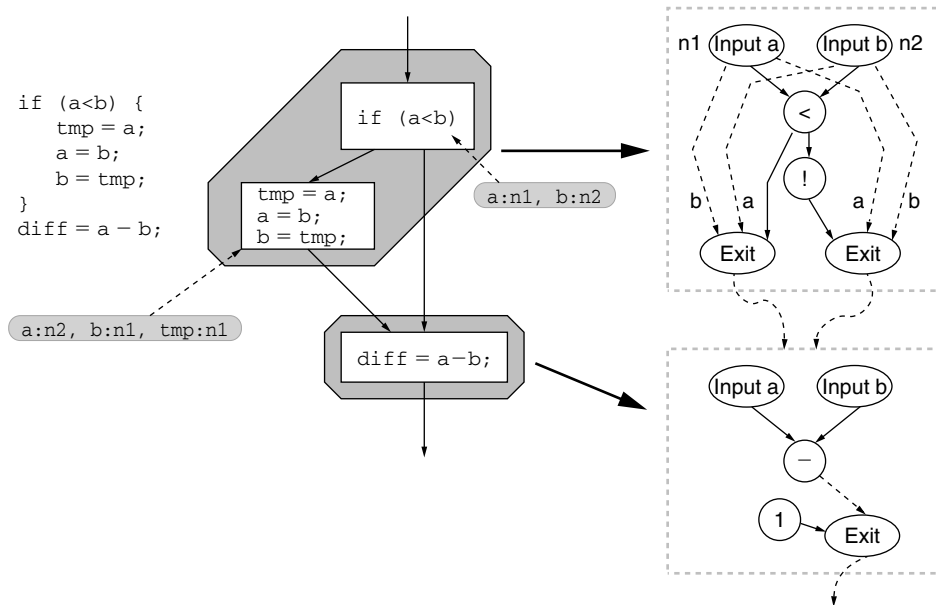 if (a<b) {
tmp = a;
a = b;
b = tmp;
}
diff = a − b;
if (a<b)
tmp = a;
a = b;
b = tmp;
a:n1, b:n2
a:n2, b:n1, tmp:n1
diff = a−b;
n1
Input a
Input b
n2
<
!
b
a
a
b
Exit
Exit
Input a
Input b
−
1
Exit